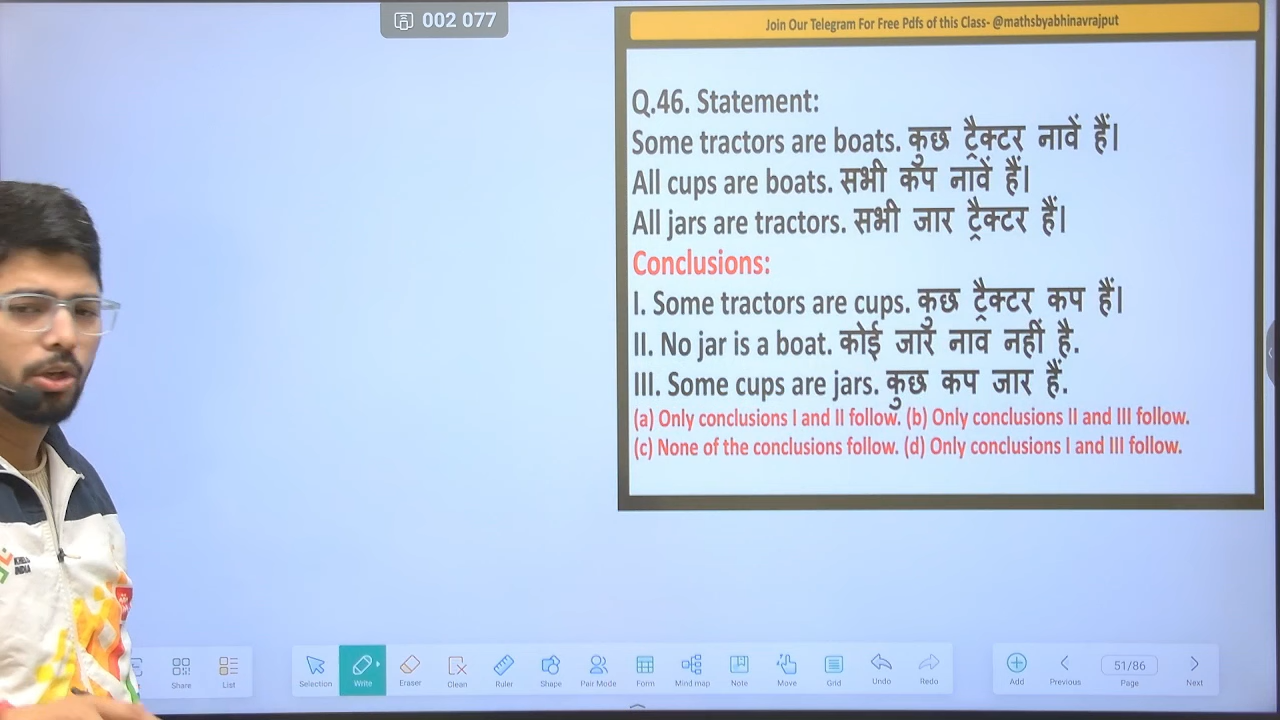 002 077
Join Our Telegram For Free Pdfs of this Class- @mathsbyabhinavrajput
Q.46. Statement:
Some tractors are boats. कुछ ट्रैक्टर नावें हैं।
All cups are boats. सभी कप नावें हैं।
All jars are tractors. सभी जार ट्रैक्टर हैं।
Conclusions:
I. Some tractors are cups. कुछ ट्रैक्टर कप हैं।
II. No jar is a boat. कोई जार नाव नहीं है.
III. Some cups are jars. कुछ कप जार हैं.
(a) Only conclusions I and II follow. (b) Only conclusions II and III follow.
(c) None of the conclusions follow. (d) Only conclusions I and III follow.
KHELO
INDIA
Share List Selection Write Eraser Clean Ruler Shape Pair Mode Form Mind map Note Move Grid Undo Redo Add Previous 51/86 Page Next